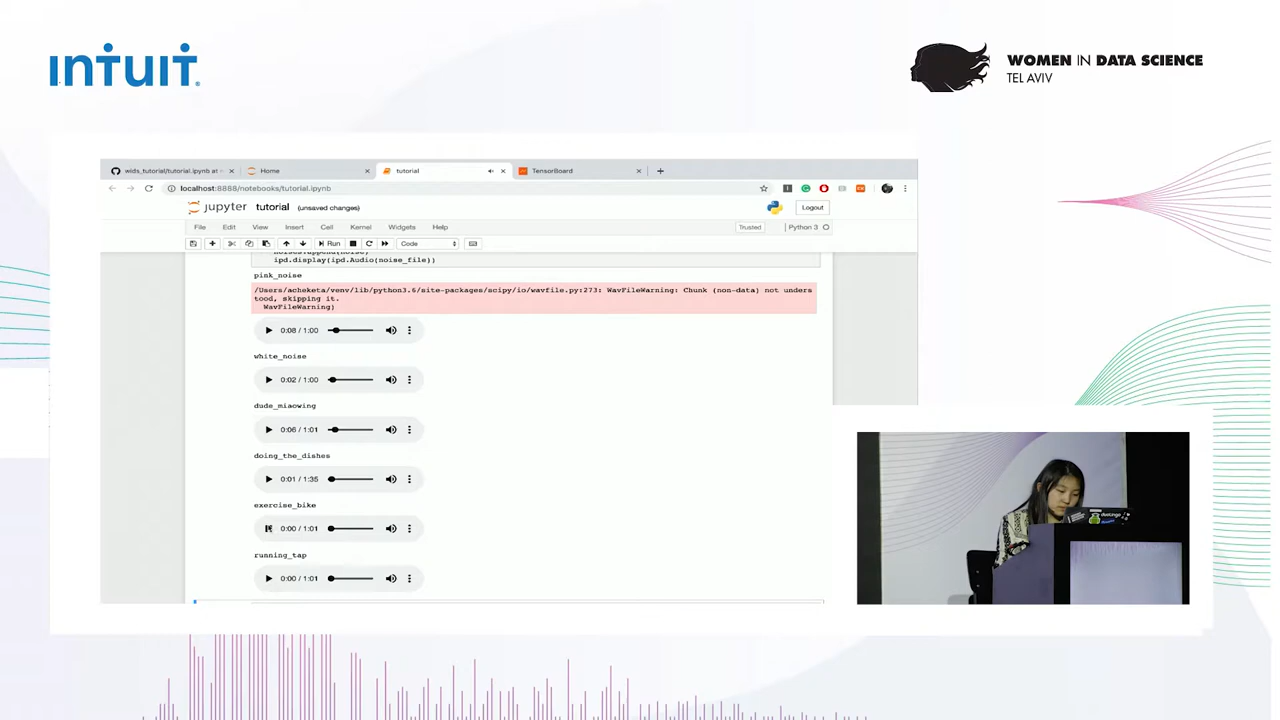 INTUIT
WOMEN IN DATA SCIENCE
TEL AVIV
wids_tutorial/tutorial.ipynb at
Home
tutorial
TensorBoard
localhost:8888/notebooks/tutorial.ipynb
jupyter tutorial (unsaved changes)
Logout
File Edit View Insert Cell Kernel Widgets Help
Trusted
Python 3
Run
Code
ipd.display(ipd.Audio(noise_file))
pink_noise
/Users/acheketa/venv/lib/python3.6/site-packages/scipy/io/wavfile.py:273: WavFileWarning: Chunk (non-data) not unders
tood, skipping it.
WavFileWarning)
0:08 / 1:00
white_noise
0:02 / 1:00
dude_miaowing
0:06 / 1:01
doing_the_dishes
0:01 / 1:35
exercise_bike
0:00 / 1:01
running_tap
0:00 / 1:01